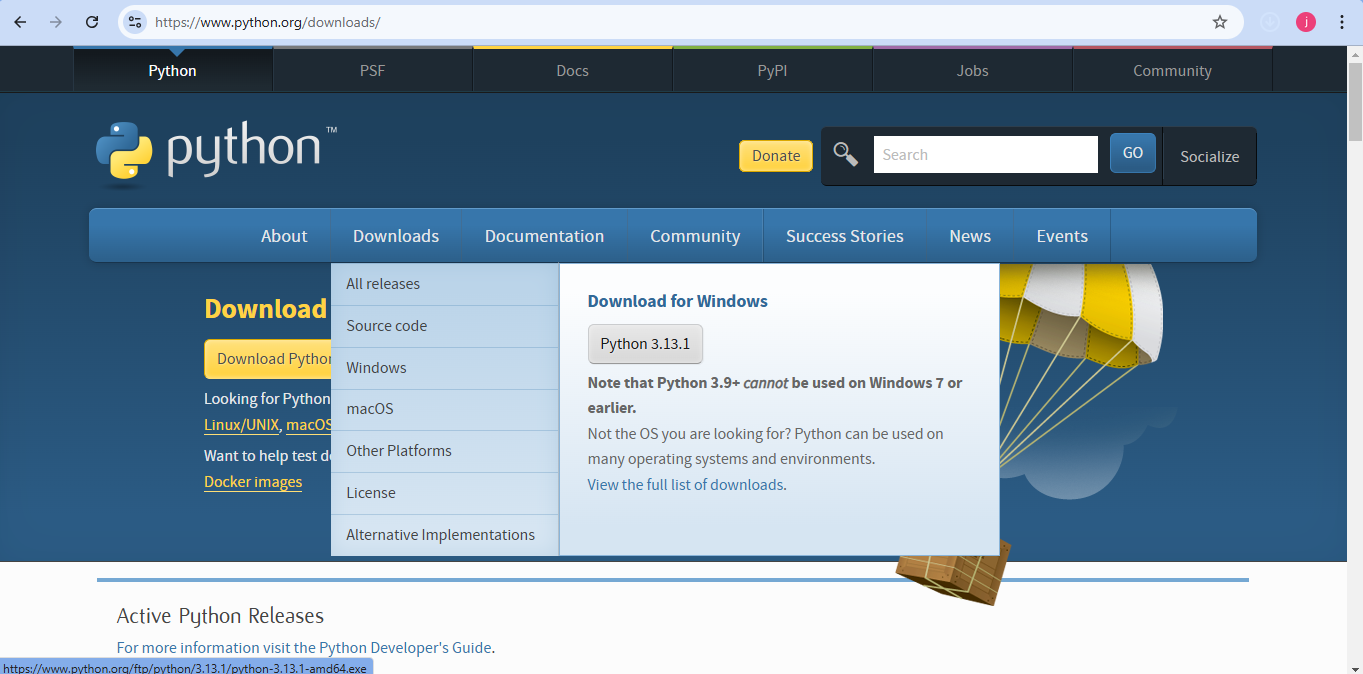 https://www.python.org/downloads/
j
Python
PSF
Docs
PyPI
Jobs
Community
python™
Donate
Search
GO
Socialize
About
Downloads
Documentation
Community
Success Stories
News
Events
All releases
Source code
Windows
macOS
Other Platforms
License
Alternative Implementations
Download for Windows
Python 3.13.1
Note that Python 3.9+ cannot be used on Windows 7 or
earlier.
Not the OS you are looking for? Python can be used on
many operating systems and environments.
View the full list of downloads.
Download
Download Python
Looking for Python
Linux/UNIX, macOS
Want to help test
Docker images
Active Python Releases
For more information visit the Python Developer's Guide.
https://www.python.org/ftp/python/3.13.1/python-3.13.1-amd64.exe